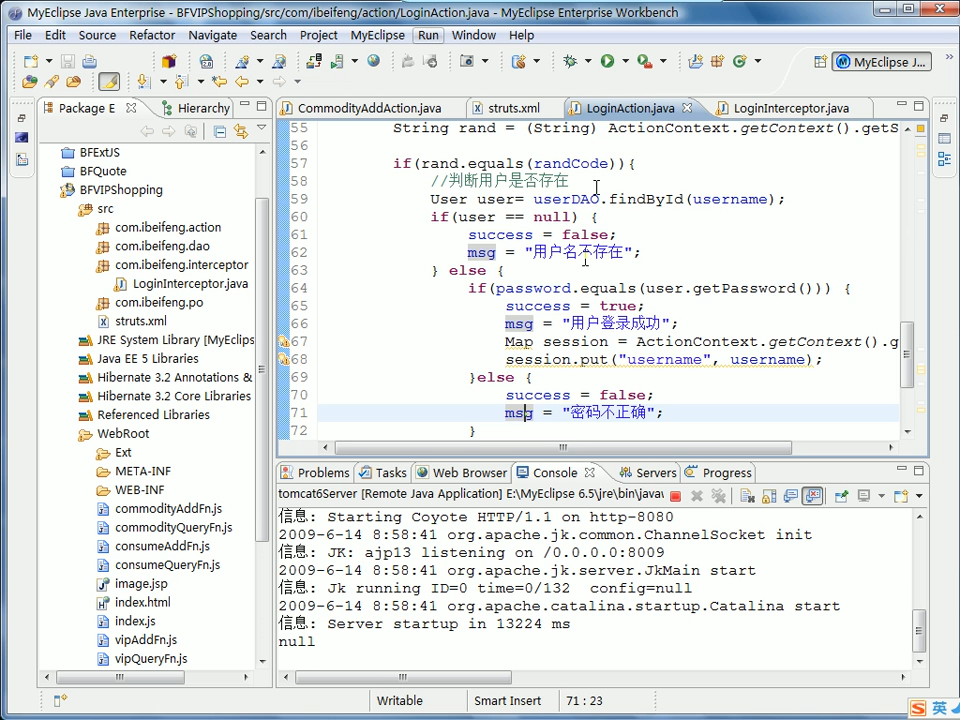 MyEclipse Java Enterprise - BFVIPShopping/src/com/ibeifeng/action/LoginAction.java - MyEclipse Enterprise Workbench
File Edit Source Refactor Navigate Search Project MyEclipse Run Window Help
MyEclipse J...
Package E
Hierarchy
CommodityAddAction.java
struts.xml
LoginAction.java
LoginInterceptor.java
BFExtJS
BFQuote
BFVIPShopping
src
com.ibeifeng.action
com.ibeifeng.dao
com.ibeifeng.interceptor
LoginInterceptor.java
com.ibeifeng.po
struts.xml
JRE System Library [MyEclips
Java EE 5 Libraries
Hibernate 3.2 Annotations &
Hibernate 3.2 Core Libraries
Referenced Libraries
WebRoot
Ext
META-INF
WEB-INF
commodityAddFn.js
commodityQueryFn.js
consumeAddFn.js
consumeQueryFn.js
image.jsp
index.html
index.js
vipAddFn.js
vipQueryFn.js
55 String rand = (String) ActionContext.getContext().getS
56
57 if(rand.equals(randCode)){
58 //判断用户是否存在
59 User user= userDAO.findById(username);
60 if(user == null) {
61 success = false;
62 msg = "用户名不存在";
63 } else {
64 if(password.equals(user.getPassword())) {
65 success = true;
66 msg = "用户登录成功";
67 Map session = ActionContext.getContext().g
68 session.put("username", username);
69 }else {
70 success = false;
71 msg = "密码不正确";
72 }
Problems Tasks Web Browser Console Servers Progress
tomcat6Server [Remote Java Application] E:\MyEclipse 6.5\jre\bin\javaw
信息: Starting Coyote HTTP/1.1 on http-8080
2009-6-14 8:58:41 org.apache.jk.common.ChannelSocket init
信息: JK: ajp13 listening on /0.0.0.0:8009
2009-6-14 8:58:41 org.apache.jk.server.JkMain start
信息: Jk running ID=0 time=0/132 config=null
2009-6-14 8:58:41 org.apache.catalina.startup.Catalina start
信息: Server startup in 13224 ms
null
Writable
Smart Insert
71 : 23
英